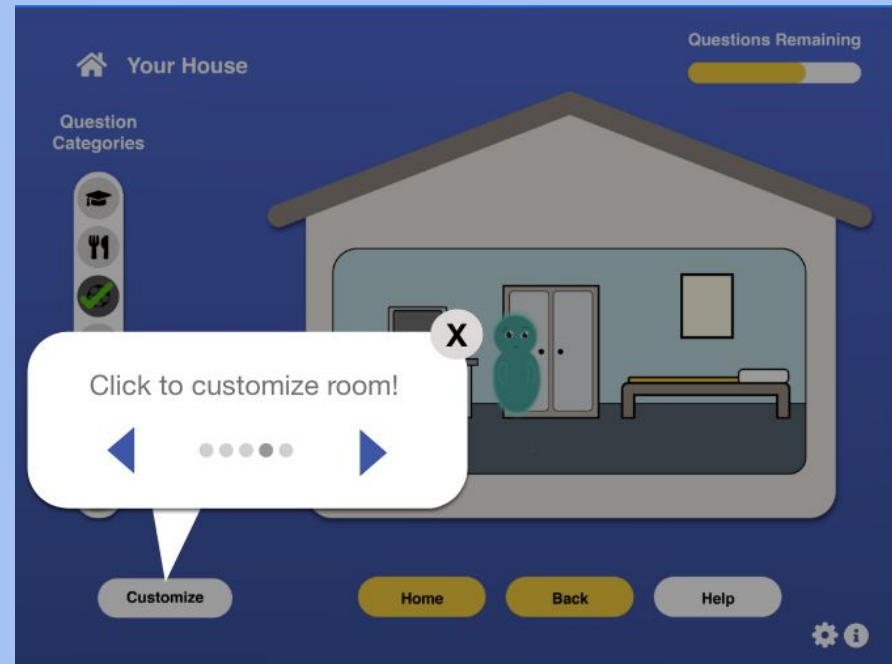 Your House
Questions Remaining
Question
Categories
X
Click to customize room!
Customize
Home
Back
Help
i